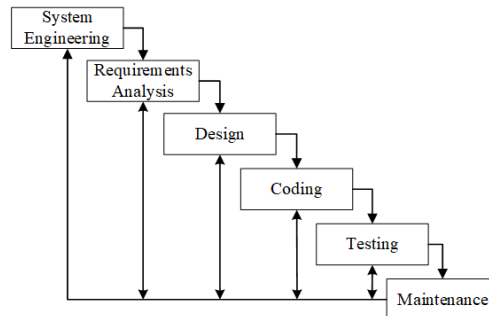 System
Engineering
Requirements
Analysis
Design
Coding
Testing
Maintenance